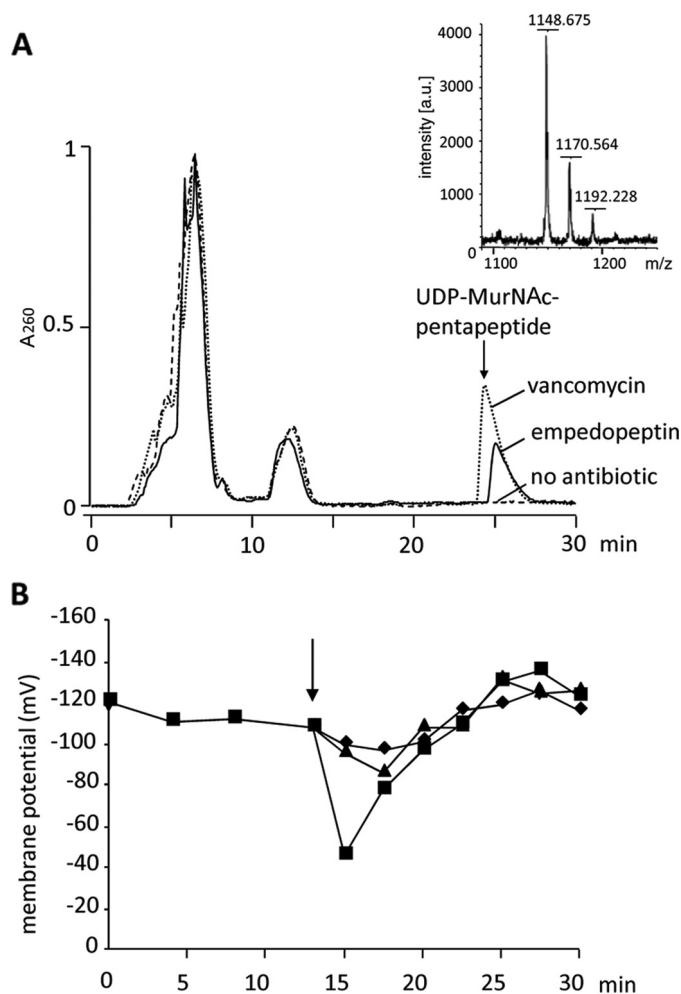 A
1148.675
4000
3000
2000
1000
0
intensity [a.u.]
1170.564
1192.228
1100
1200
m/z
1
0.5
0
A260
UDP-MurNAc-
pentapeptide
vancomycin
empedopeptin
no antibiotic
0
10
20
30
min
B
-160
-140
-120
-100
-80
-60
-40
-20
0
membrane potential (mV)
0
5
10
15
20
25
30
min